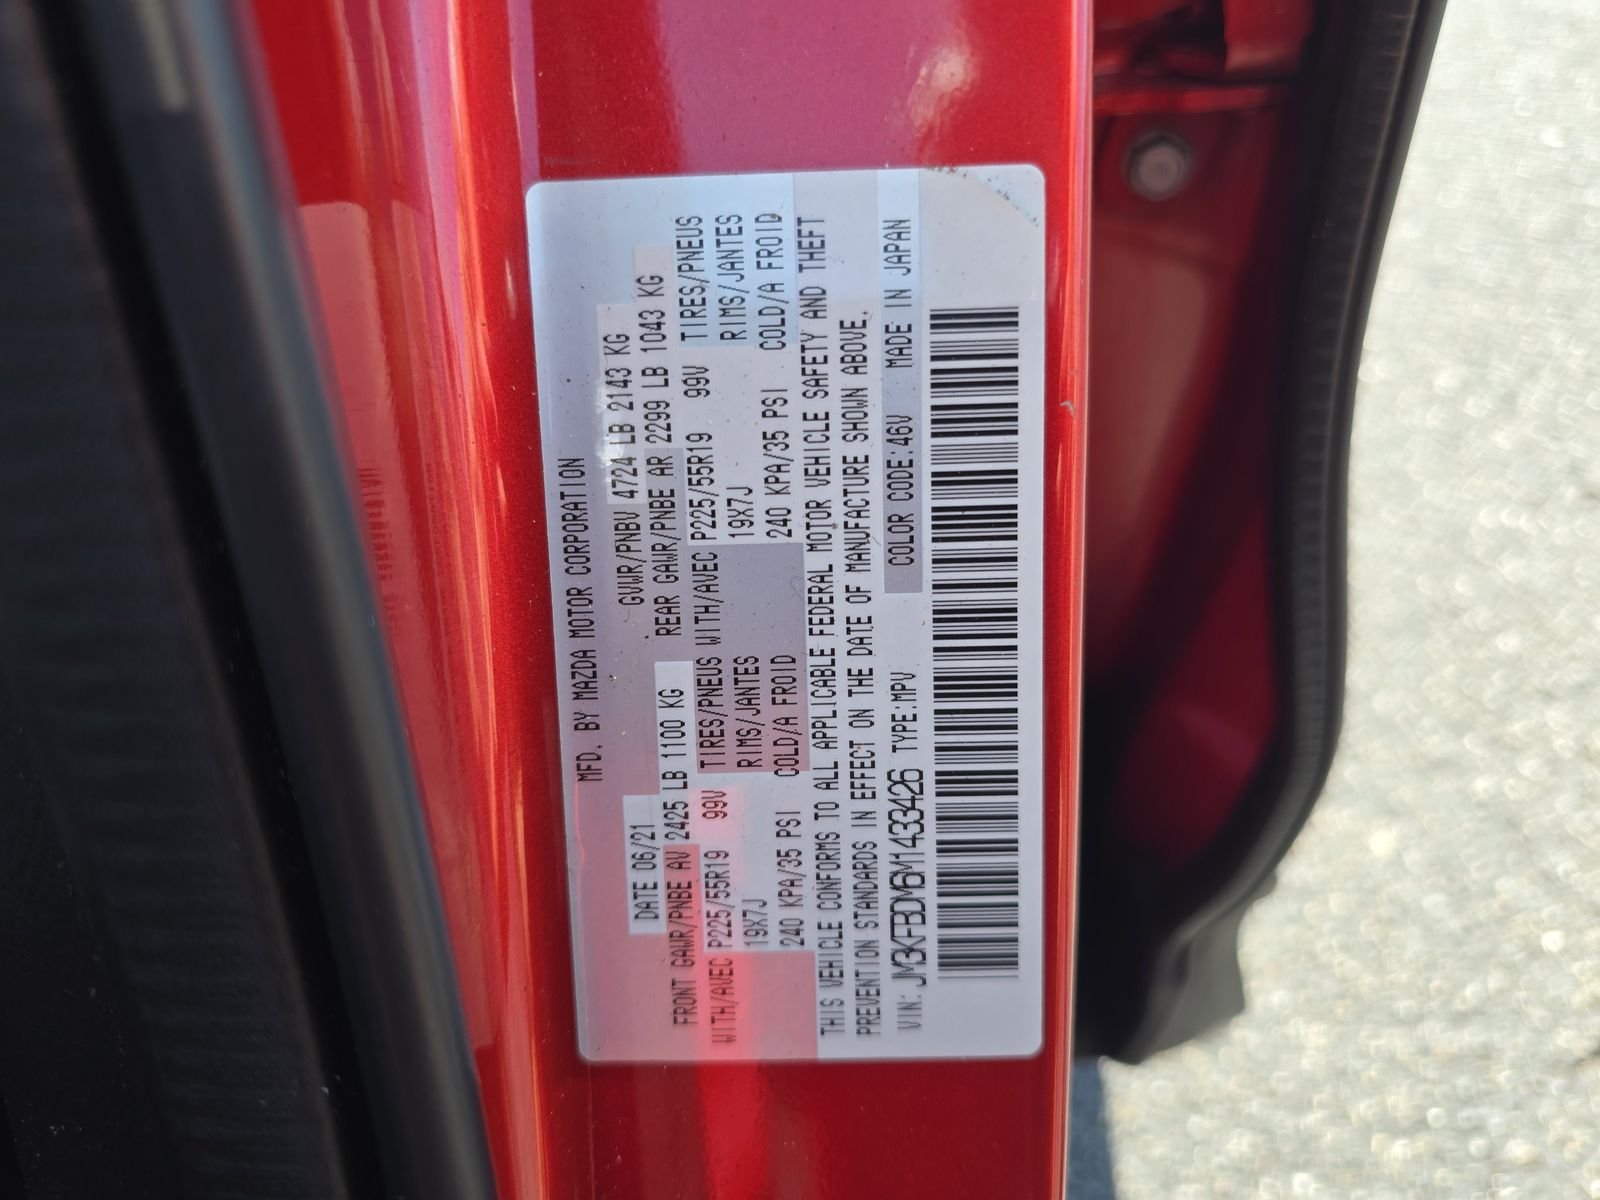 MFD. BY MAZDA MOTOR CORPORATION
DATE 06/21 GVWR/PNBV 4724 LB 2143 KG
FRONT GAWR/PNBE AV 2425 LB 1100 KG REAR GAWR/PNBE AR 2299 LB 1043 KG
WITH/AVEC P225/55R19 99V TIRES/PNEUS WITH/AVEC P225/55R19 99V TIRES/PNEUS
19X7J RIMS/JANTES 19X7J RIMS/JANTES
240 KPA/35 PSI COLD/A FROID 240 KPA/35 PSI COLD/A FROID
THIS VEHICLE CONFORMS TO ALL APPLICABLE FEDERAL MOTOR VEHICLE SAFETY AND THEFT
PREVENTION STANDARDS IN EFFECT ON THE DATE OF MANUFACTURE SHOWN ABOVE.
VIN: JM3KFBDM6M1433426 TYPE:MPV COLOR CODE:46V MADE IN JAPAN